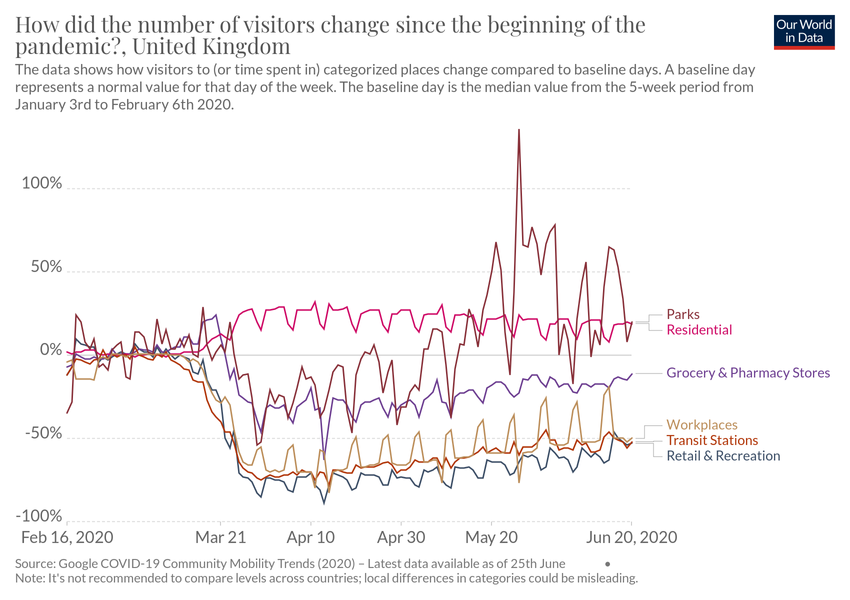 How did the number of visitors change since the beginning of the
pandemic?, United Kingdom
Our World
in Data
The data shows how visitors to (or time spent in) categorized places change compared to baseline days. A baseline day
represents a normal value for that day of the week. The baseline day is the median value from the 5-week period from
January 3rd to February 6th 2020.
100%
50%
0%
-50%
-100%
Parks
Residential
Grocery & Pharmacy Stores
Workplaces
Transit Stations
Retail & Recreation
Feb 16, 2020
Mar 21
Apr 10
Apr 30
May 20
Jun 20, 2020
Source: Google COVID-19 Community Mobility Trends (2020) – Latest data available as of 25th June
Note: It's not recommended to compare levels across countries; local differences in categories could be misleading.